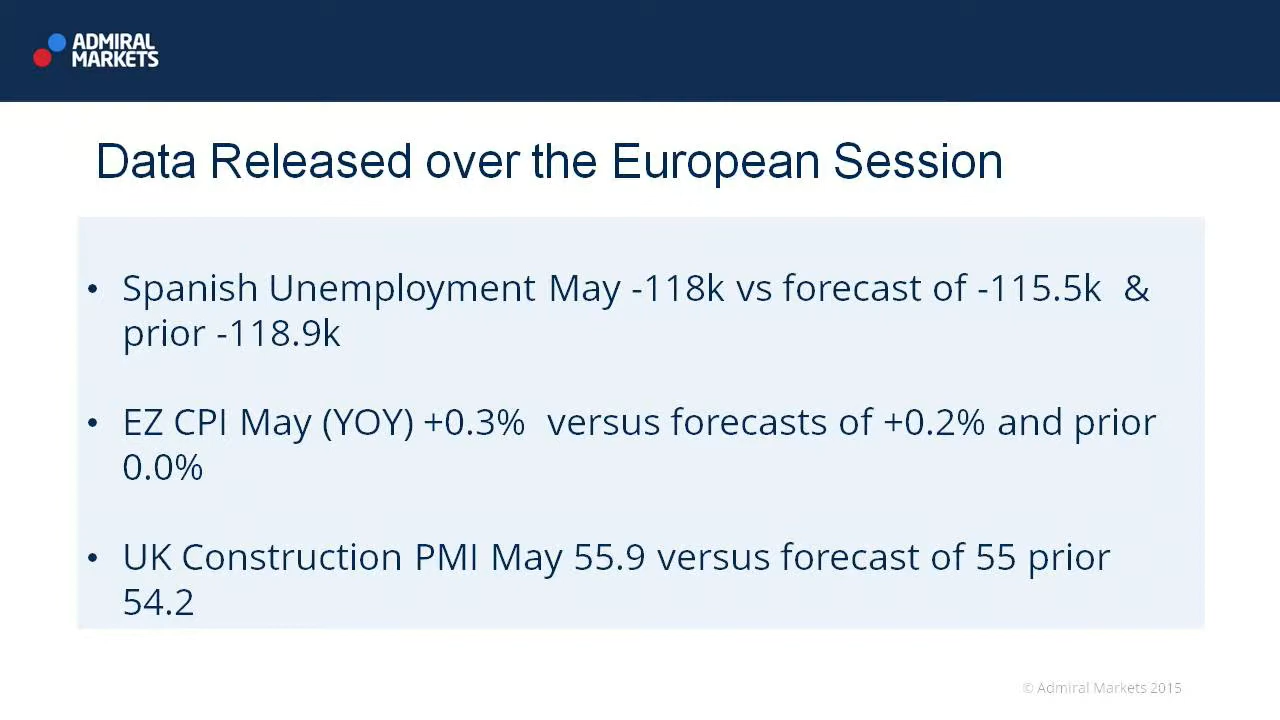 ADMIRAL
MARKETS
Data Released over the European Session
• Spanish Unemployment May -118k vs forecast of -115.5k & 
prior -118.9k
• EZ CPI May (YOY) +0.3% versus forecasts of +0.2% and prior
0.0%
• UK Construction PMI May 55.9 versus forecast of 55 prior
54.2
© Admiral Markets 2015